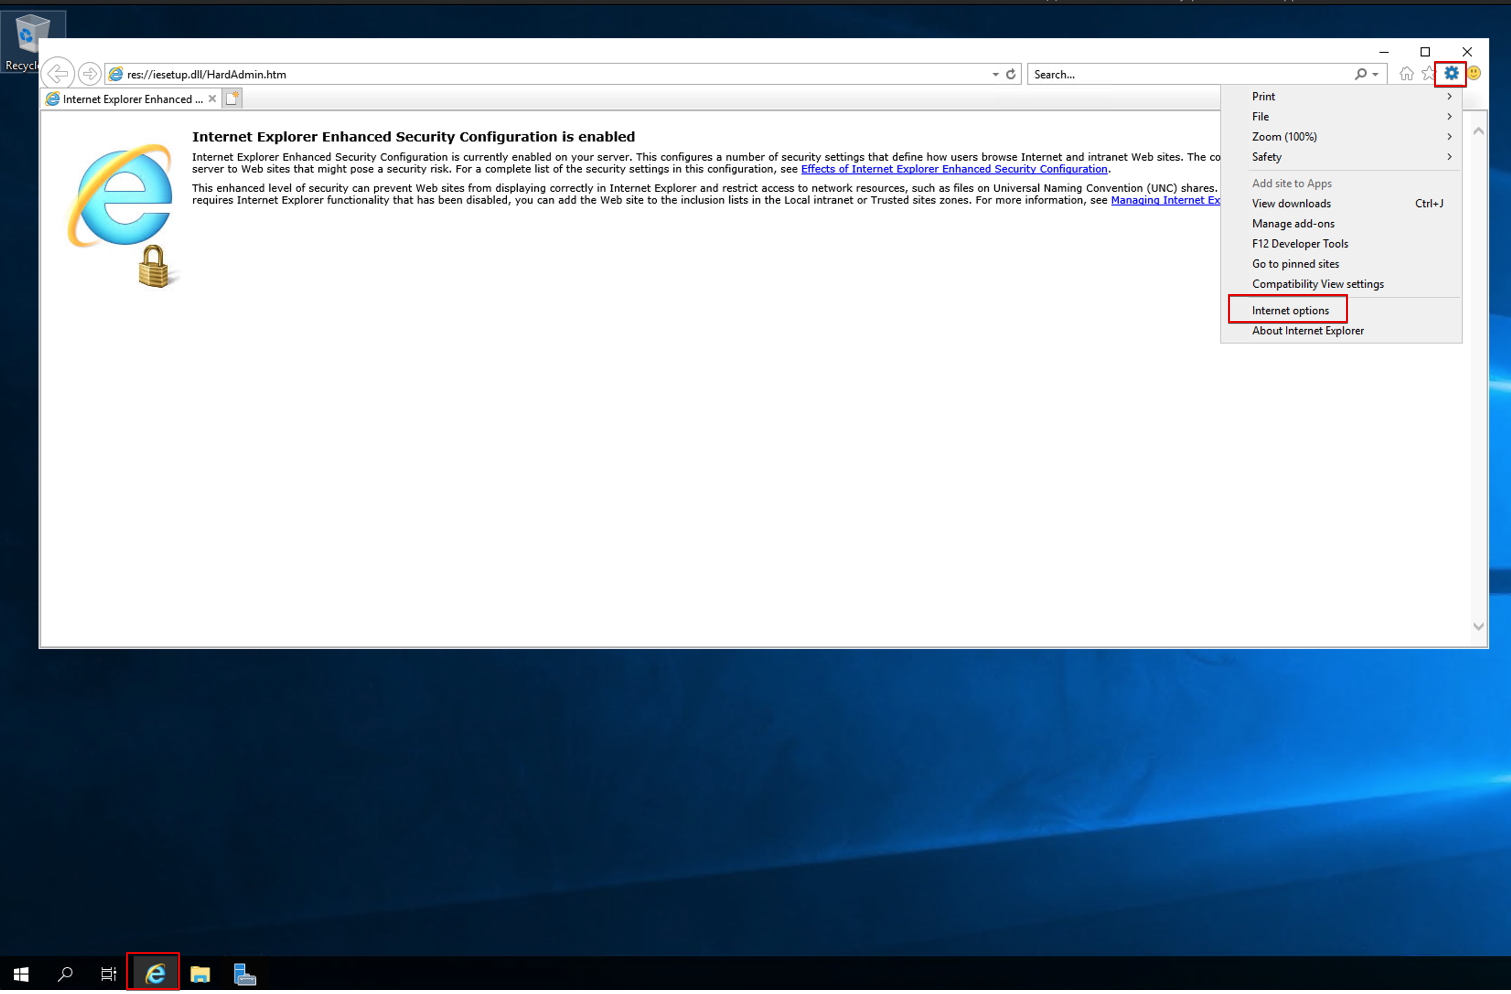 Recycle
res://iesetup.dll/HardAdmin.htm
Search...
Internet Explorer Enhanced ...
Internet Explorer Enhanced Security Configuration is enabled
Internet Explorer Enhanced Security Configuration is currently enabled on your server. This configures a number of security settings that define how users browse Internet and intranet Web sites. The co
server to Web sites that might pose a security risk. For a complete list of the security settings in this configuration, see Effects of Internet Explorer Enhanced Security Configuration.
This enhanced level of security can prevent Web sites from displaying correctly in Internet Explorer and restrict access to network resources, such as files on Universal Naming Convention (UNC) shares.
requires Internet Explorer functionality that has been disabled, you can add the Web site to the inclusion lists in the Local intranet or Trusted sites zones. For more information, see Managing Internet Ex
Print
File
Zoom (100%)
Safety
Add site to Apps
View downloads Ctrl+J
Manage add-ons
F12 Developer Tools
Go to pinned sites
Compatibility View settings
Internet options
About Internet Explorer